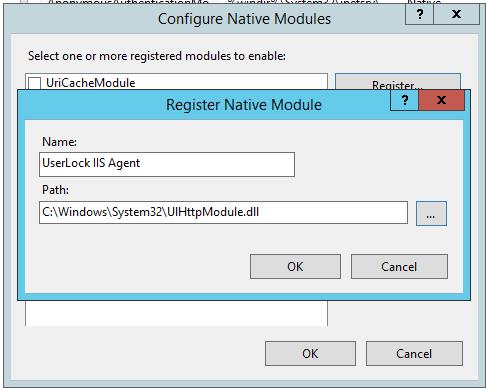 Configure Native Modules
? X
Select one or more registered modules to enable:
UriCacheModule
Register...
Register Native Module
? X
Name:
UserLock IIS Agent
Path:
C:\Windows\System32\UlHttpModule.dll
...
OK
Cancel
OK
Cancel